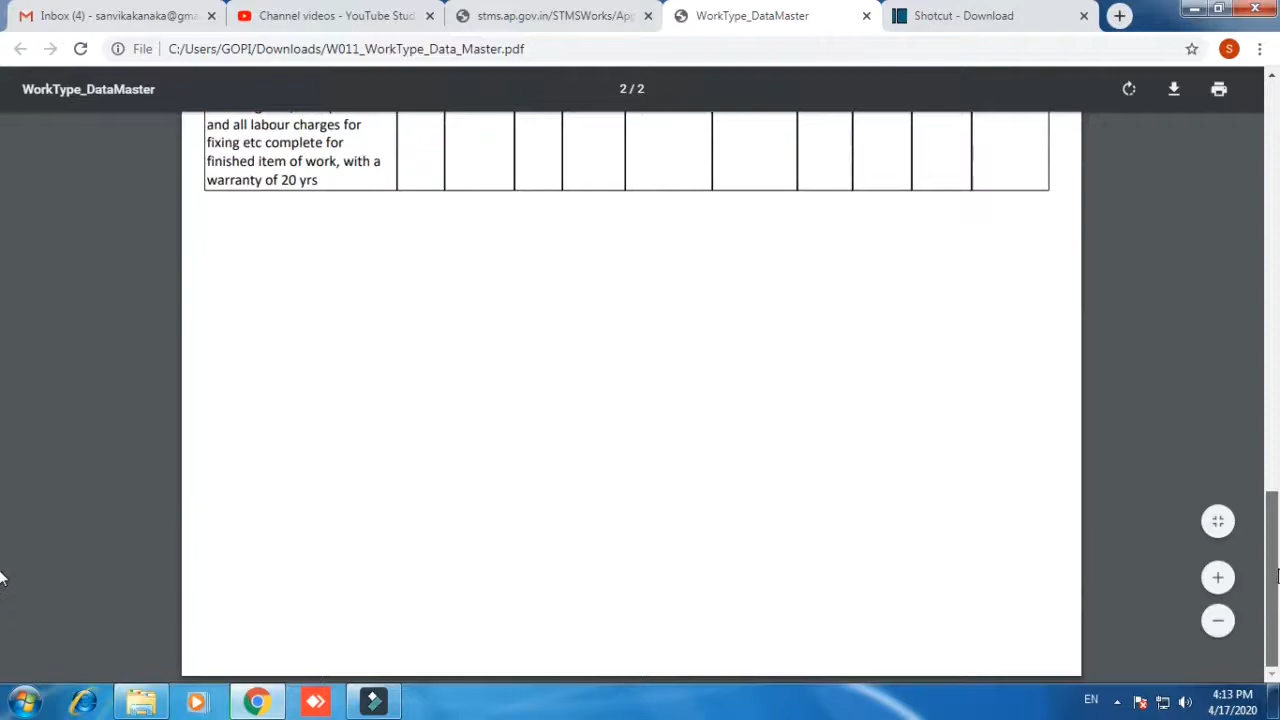 Inbox (4) - sanvikakanaka@gma
Channel videos - YouTube Stud
stms.ap.gov.in/STMSWorks/App
WorkType_DataMaster
Shotcut - Download
File
C:/Users/GOPI/Downloads/W011_WorkType_Data_Master.pdf
S
WorkType_DataMaster
2 / 2
and all labour charges for
fixing etc complete for
finished item of work, with a
warranty of 20 yrs
EN
4:13 PM
4/17/2020